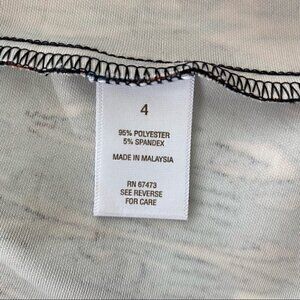 4
95% POLYESTER
5% SPANDEX
MADE IN MALAYSIA
RN 67473
SEE REVERSE
FOR CARE